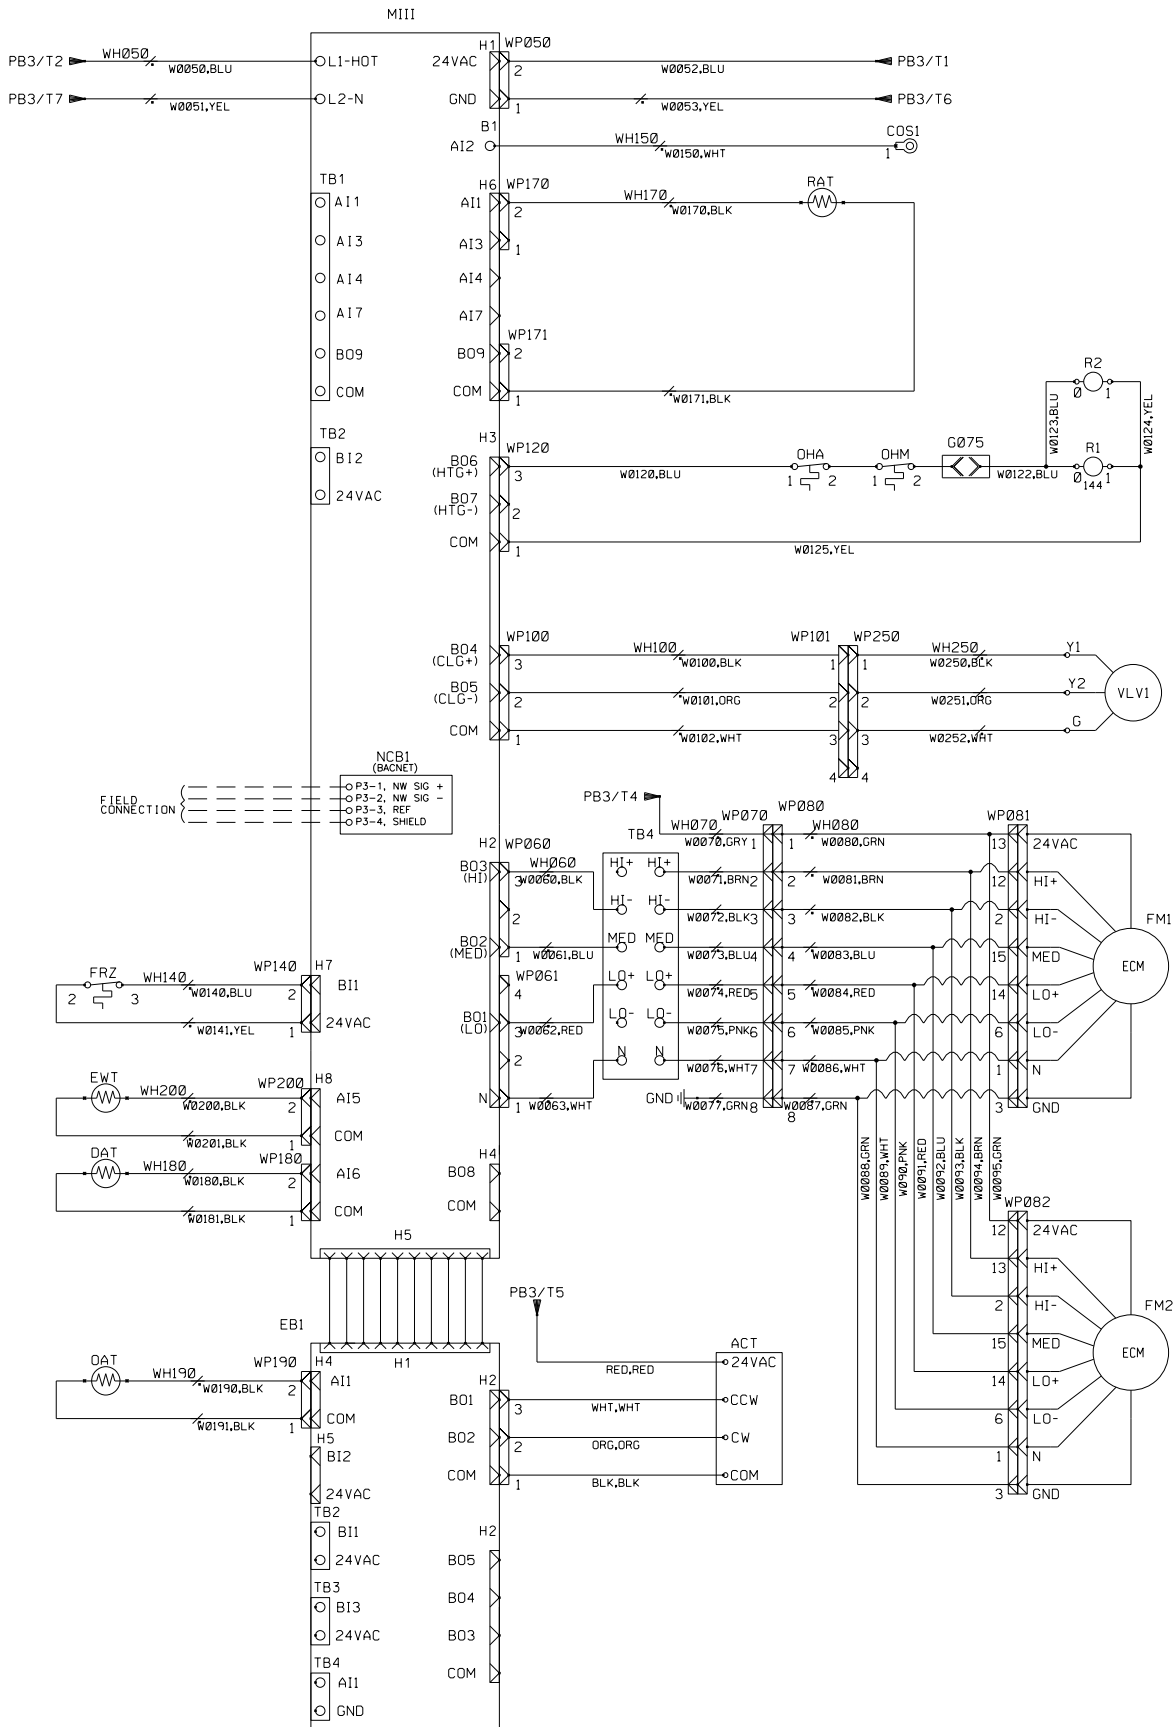 MIII
PB3/T2
WH050
W0050,BLU
L1-HOT
24VAC
H1
WP050
2
W0052,BLU
PB3/T1
PB3/T7
W0051,YEL
L2-N
GND
1
W0053,YEL
PB3/T6
B1
AI2
WH150
W0150,WHT
COS1
1
TB1
AI1
AI3
AI4
AI7
BO9
COM
H6
WP170
AI1
2
WH170
W0170,BLK
RAT
AI3
1
AI4
AI7
WP171
BO9
2
COM
1
W0171,BLK
TB2
BI2
24VAC
H3
WP120
BO6
(HTG+)
3
W0120,BLU
OHA
1 2
OHM
1 2
G075
W0122,BLU
W0123,BLU
R2
0 1
R1
0 1
144
W0124,YEL
BO7
(HTG-)
2
COM
1
W0125,YEL
WP100
BO4
(CLG+)
3
WH100
W0100,BLK
WP101
1
WP250
1
WH250
W0250,BLK
Y1
BO5
(CLG-)
2
W0101,ORG
2
2
W0251,ORG
Y2
VLV1
COM
1
W0102,WHT
3
3
W0252,WHT
G
4
4
NCB1
(BACNET)
FIELD
CONNECTION
P3-1, NW SIG +
P3-2, NW SIG -
P3-3, REF
P3-4, SHIELD
PB3/T4
H2
WP060
BO3
(HI)
3
WH060
W0060,BLK
2
BO2
(MED)
1
W0061,BLU
WP061
4
BO1
(LO)
3
W0062,RED
2
N
1
W0063,WHT
TB4
HI+ HI+
HI- HI-
MED MED
LO+ LO+
LO- LO-
N N
GND
WH070
W0070,GRY
W0071,BRN
W0072,BLK
W0073,BLU
W0074,RED
W0075,PNK
W0076,WHT
W0077,GRN
WP070
1
2
3
4
5
6
7
8
WP080
1
2
3
4
5
6
7
8
WH080
W0080,GRN
W0081,BRN
W0082,BLK
W0083,BLU
W0084,RED
W0085,PNK
W0086,WHT
W0087,GRN
WP081
13 24VAC
12 HI+
2 HI-
15 MED
14 LO+
6 LO-
1 N
3 GND
FM1
ECM
W0088,GRN
W0089,WHT
W090,PNK
W0091,RED
W0092,BLU
W0093,BLK
W0094,BRN
W0095,GRN
WP082
12 24VAC
13 HI+
2 HI-
15 MED
14 LO+
6 LO-
1 N
3 GND
FM2
ECM
FRZ
2 3
WH140
W0140,BLU
WP140
2
H7
BI1
W0141,YEL
1
24VAC
EWT
WH200
W0200,BLK
WP200
2
H8
AI5
W0201,BLK
1
COM
DAT
WH180
W0180,BLK
WP180
2
AI6
W0181,BLK
1
COM
H4
BO8
COM
H5
EB1
H1
PB3/T5
OAT
WH190
W0190,BLK
WP190
2
H4
AI1
W0191,BLK
1
COM
H5
BI2
24VAC
TB2
BI1
24VAC
TB3
BI3
24VAC
TB4
AI1
GND
H2
BO1
3
BO2
2
COM
1
RED,RED
WHT,WHT
ORG,ORG
BLK,BLK
ACT
24VAC
CCW
CW
COM
H2
BO5
BO4
BO3
COM